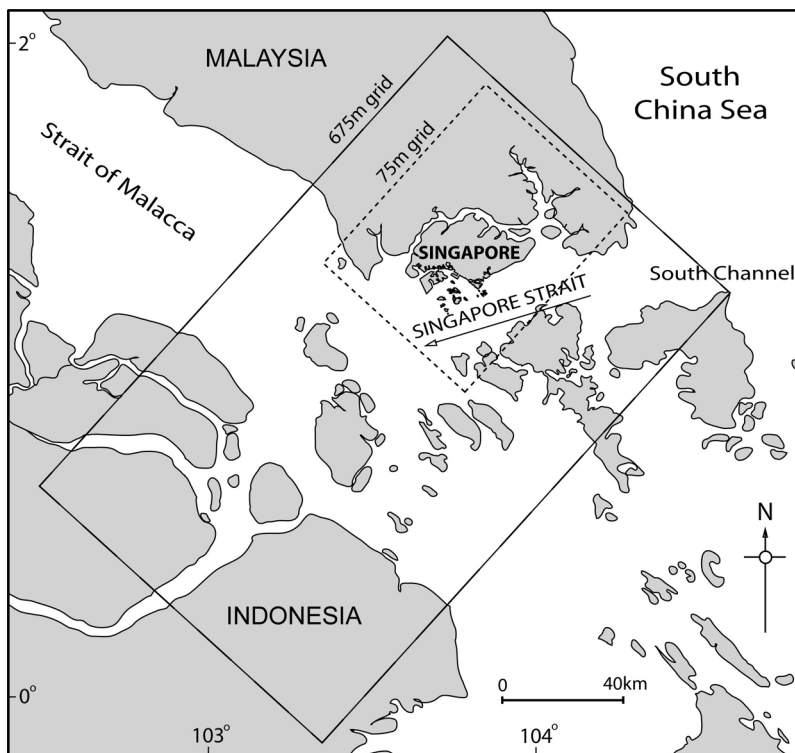 2°
MALAYSIA
South
China Sea
675m grid
75m grid
Strait of Malacca
SINGAPORE
South Channel
SINGAPORE STRAIT
N
INDONESIA
0°
0
40km
103°
104°